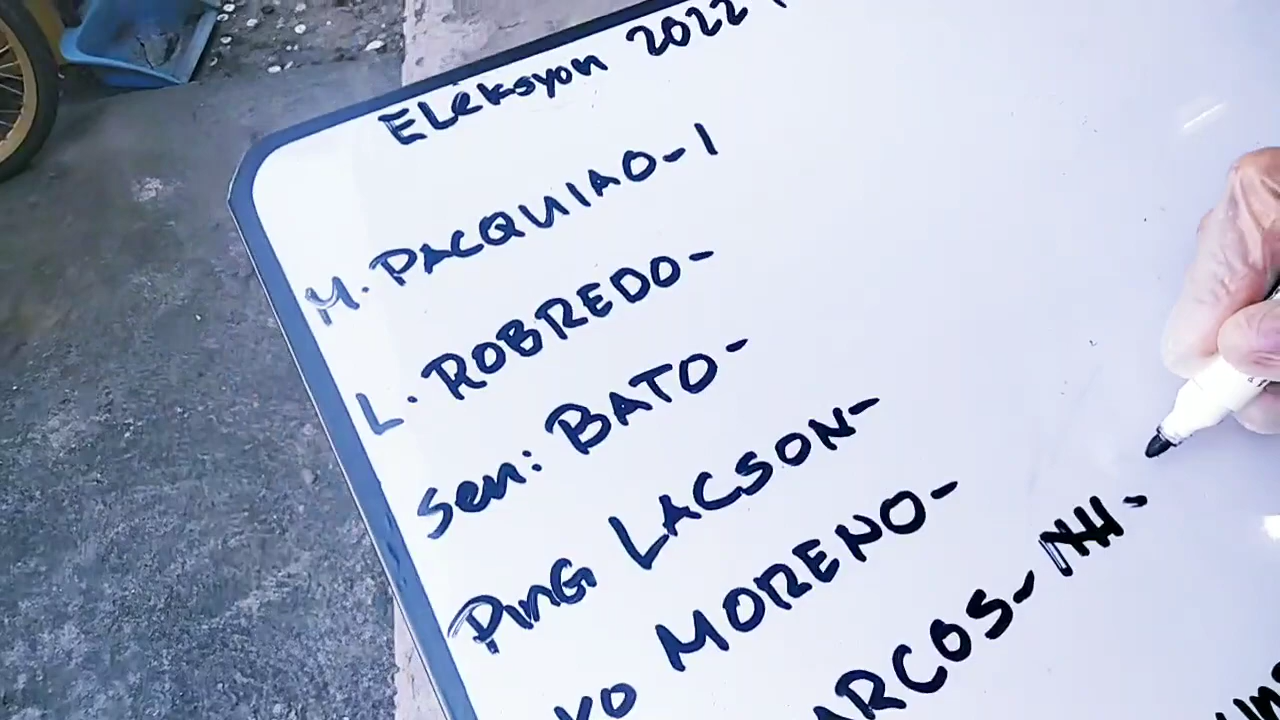 Eleksyon 2022
M. PACQUIAO - 1
L. ROBREDO -
Sen: BATO -
PING LACSON -
MORENO -
ARCOS -